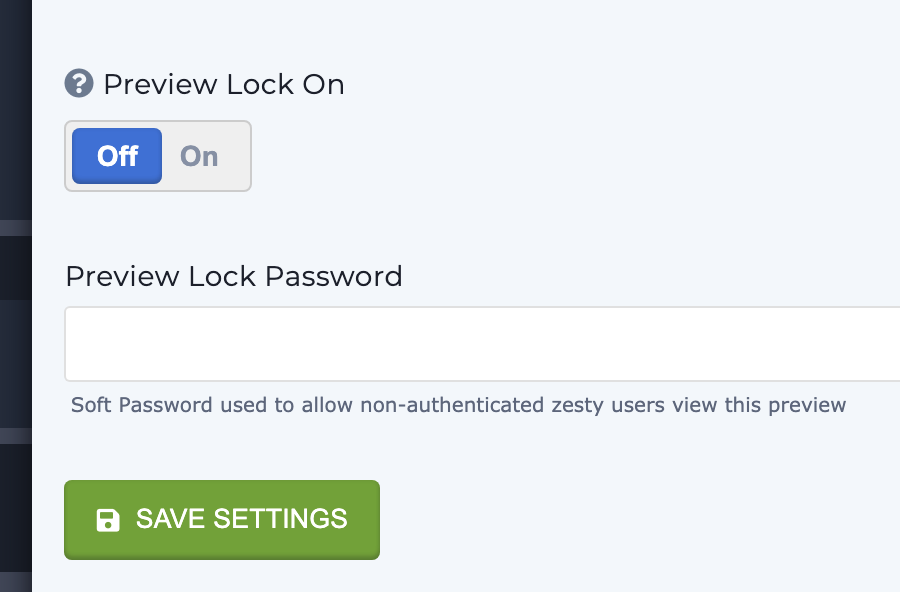 Preview Lock On
Off On
Preview Lock Password
Soft Password used to allow non-authenticated zesty users view this preview
SAVE SETTINGS